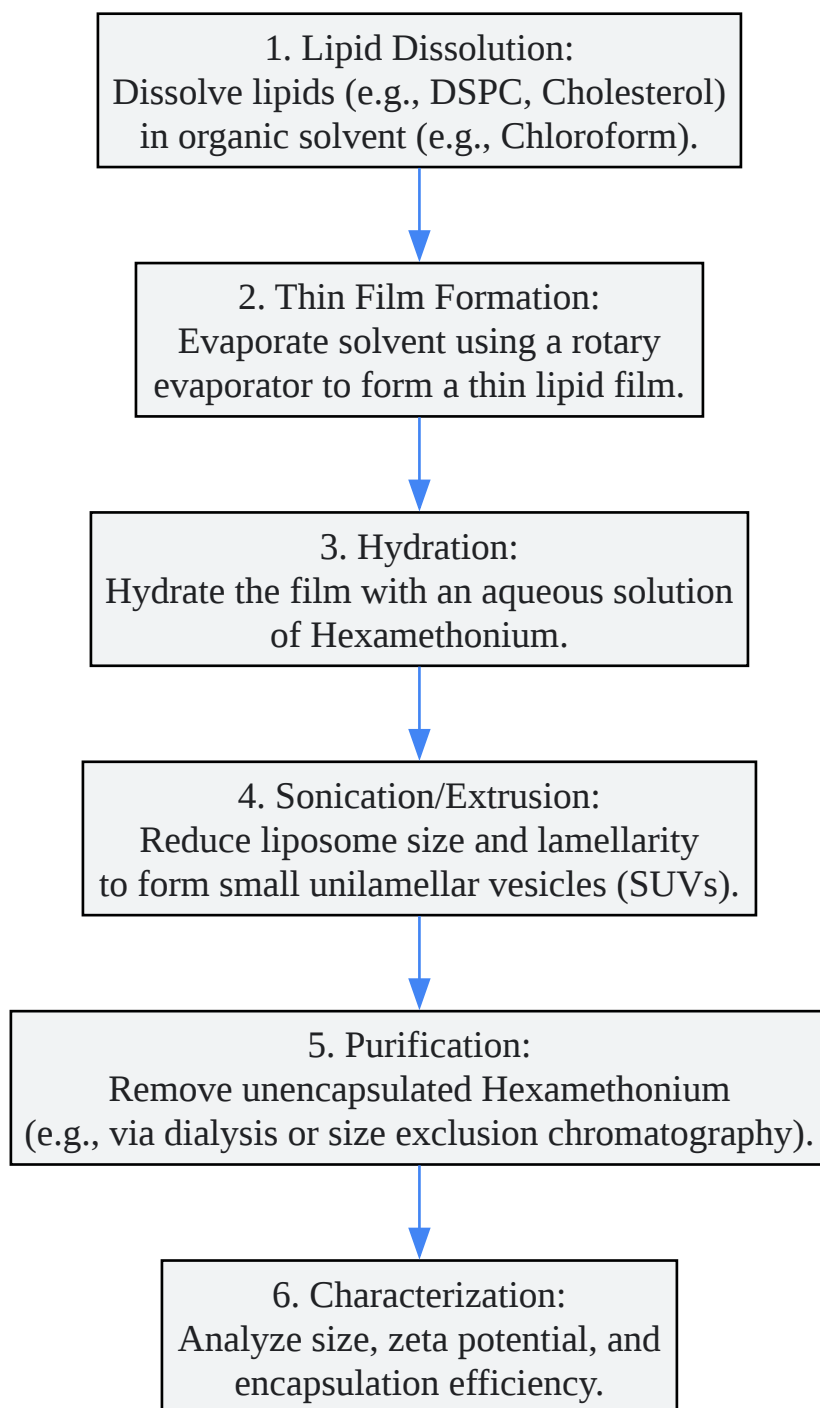 1. Lipid Dissolution:
Dissolve lipids (e.g., DSPC, Cholesterol)
in organic solvent (e.g., Chloroform).
2. Thin Film Formation:
Evaporate solvent using a rotary
evaporator to form a thin lipid film.
3. Hydration:
Hydrate the film with an aqueous solution
of Hexamethonium.
4. Sonication/Extrusion:
Reduce liposome size and lamellarity
to form small unilamellar vesicles (SUVs).
5. Purification:
Remove unencapsulated Hexamethonium
(e.g., via dialysis or size exclusion chromatography).
6. Characterization:
Analyze size, zeta potential, and
encapsulation efficiency.